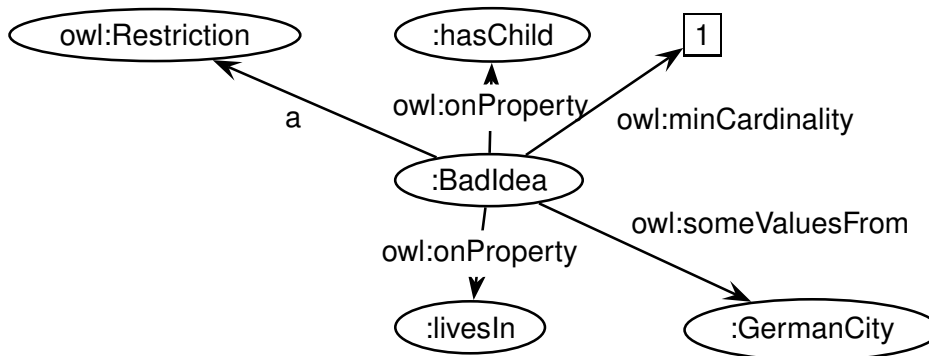 owl:Restriction
:hasChild
1
owl:onProperty
a
owl:minCardinality
:BadIdea
owl:someValuesFrom
owl:onProperty
:livesIn
:GermanCity